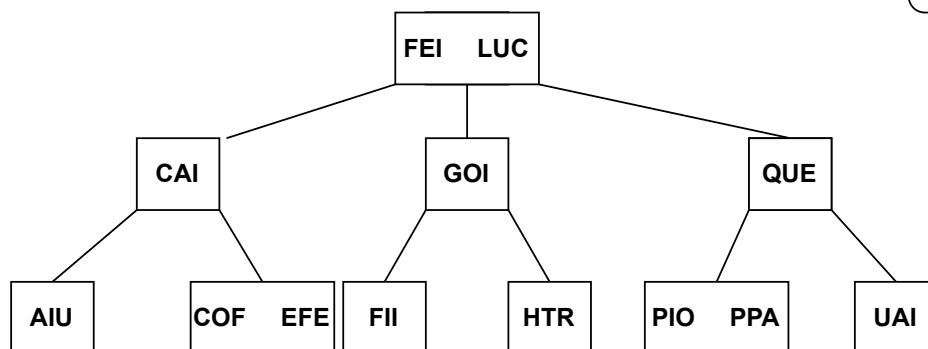 FEI LUC
CAI GOI QUE
AIU COF EFE FII HTR PIO PPA UAI